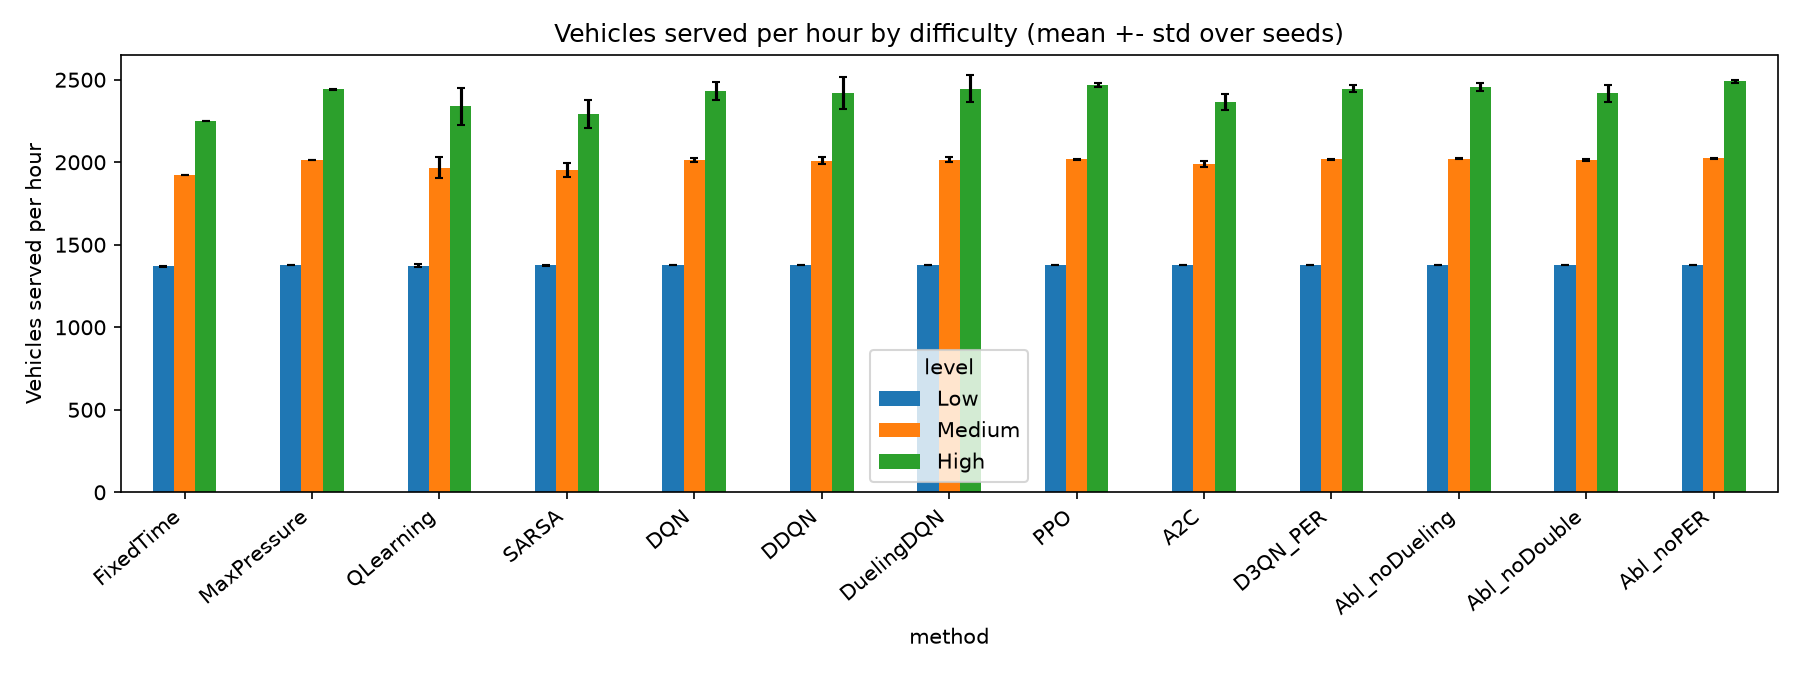 Vehicles served per hour by difficulty (mean +- std over seeds)
Vehicles served per hour
2500
2000
1500
1000
500
0
level
Low
Medium
High
FixedTime
MaxPressure
QLearning
SARSA
DQN
DDQN
DuelingDQN
PPO
A2C
D3QN_PER
Abl_noDueling
Abl_noDouble
Abl_noPER
method